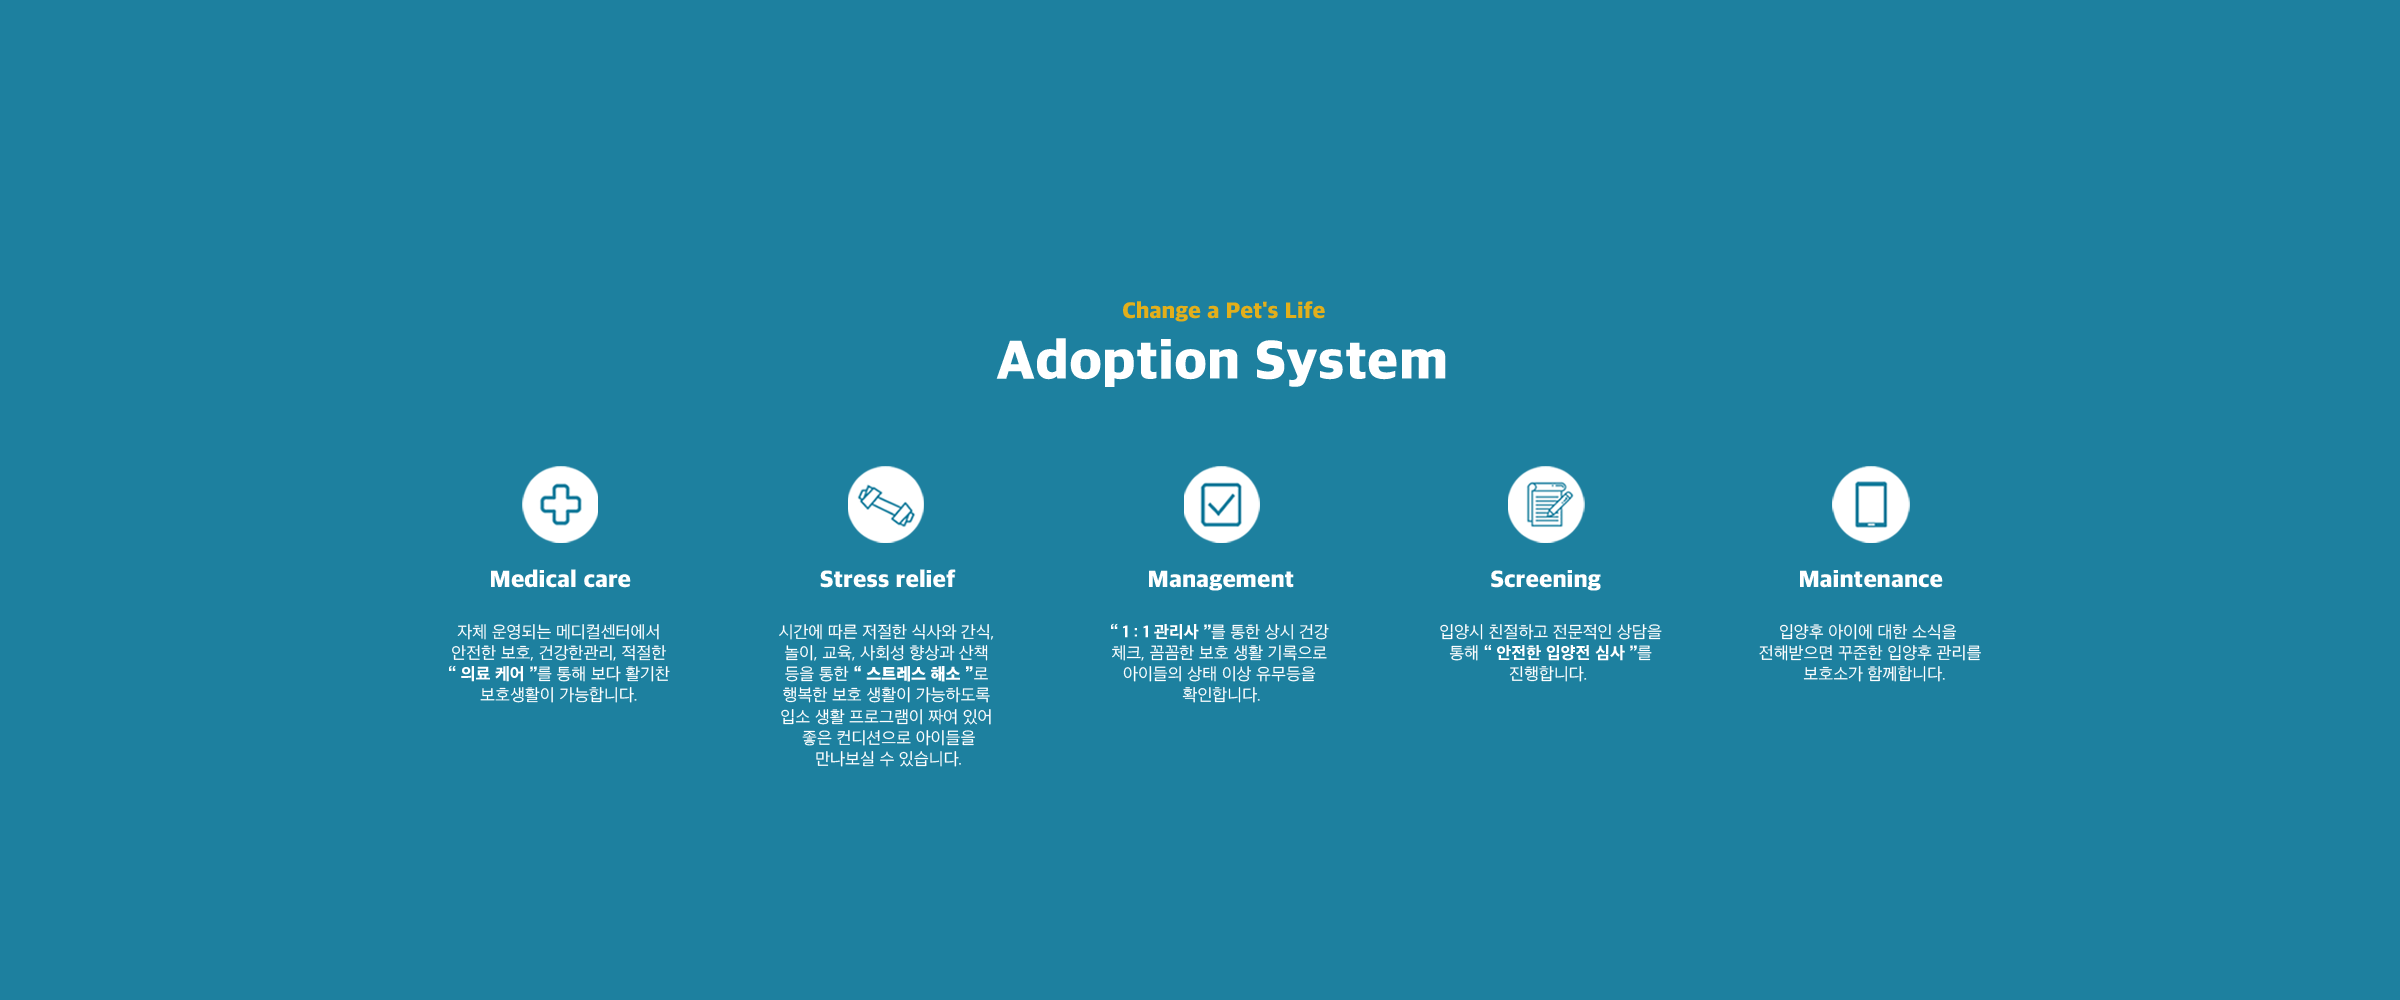 Change a Pet's Life
Adoption System
Medical care
자체 운영되는 메디컬센터에서
안전한 보호, 건강한관리, 적절한
“ 의료 케어 ”를 통해 보다 활기찬
보호생활이 가능합니다.
Stress relief
시간에 따른 저절한 식사와 간식,
놀이, 교육, 사회성 향상과 산책
등을 통한 “ 스트레스 해소 ”로
행복한 보호 생활이 가능하도록
입소 생활 프로그램이 짜여 있어
좋은 컨디션으로 아이들을
만나보실 수 있습니다.
Management
“ 1 : 1 관리사 ”를 통한 상시 건강
체크, 꼼꼼한 보호 생활 기록으로
아이들의 상태 이상 유무등을
확인합니다.
Screening
입양시 친절하고 전문적인 상담을
통해 “ 안전한 입양전 심사 ”를
진행합니다.
Maintenance
입양후 아이에 대한 소식을
전해받으면 꾸준한 입양후 관리를
보호소가 함께합니다.